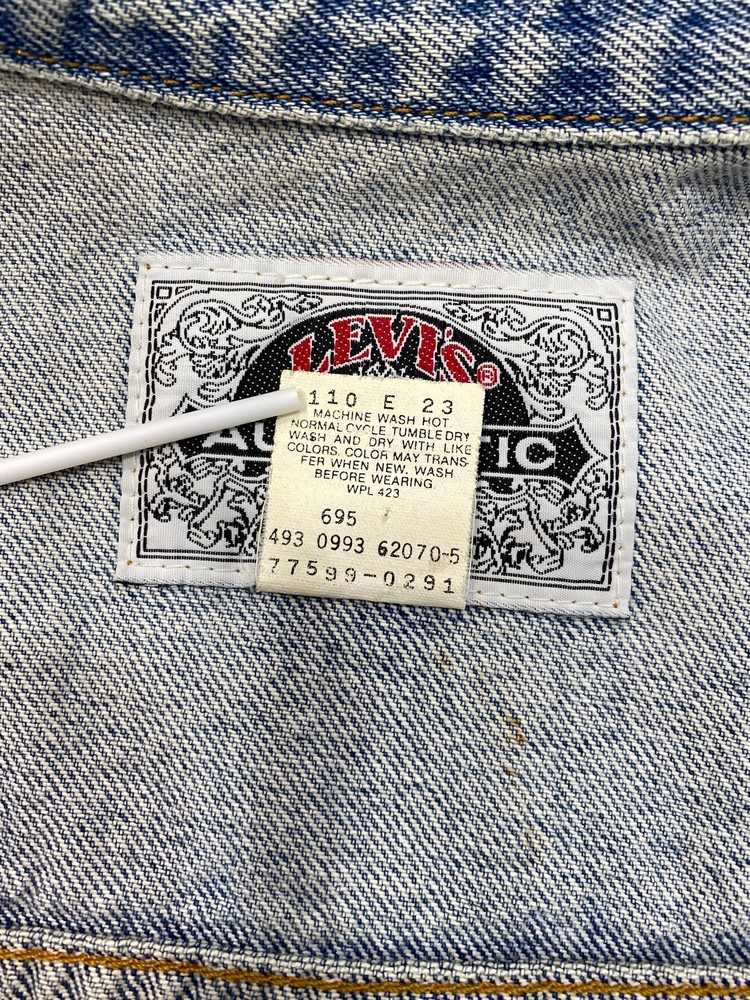 LEVI'S®
AU TIC
110 E 23
MACHINE WASH HOT
NORMAL CYCLE TUMBLE DRY
WASH AND DRY WITH LIKE
COLORS. COLOR MAY TRANS-
FER WHEN NEW. WASH
BEFORE WEARING.
WPL 423
695
493 0993 62070-5
77599-0291